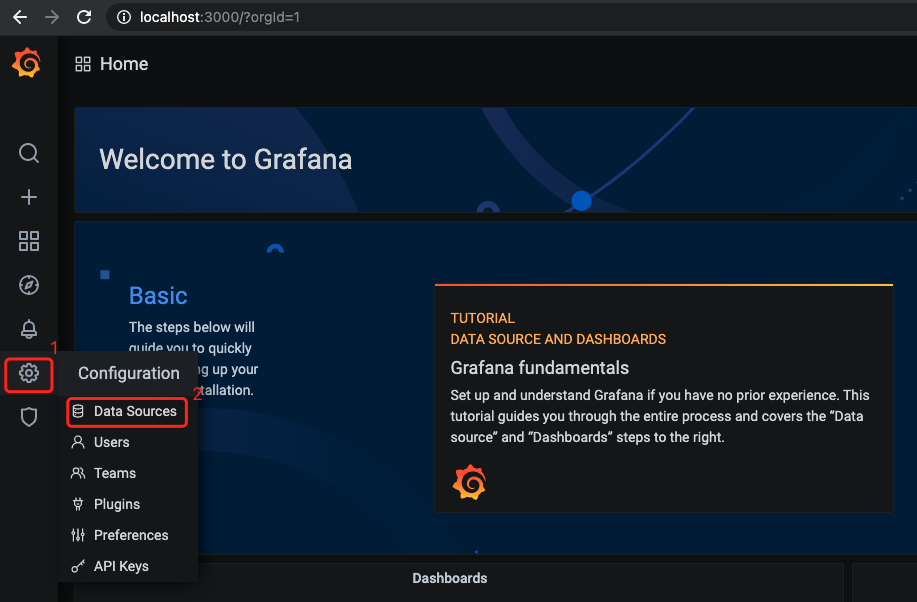 localhost:3000/?orgId=1
Home
Welcome to Grafana
Basic
The steps below will
guide you to quickly
ng up your
tallation.
TUTORIAL
DATA SOURCE AND DASHBOARDS
Grafana fundamentals
Set up and understand Grafana if you have no prior experience. This
tutorial guides you through the entire process and covers the “Data
source” and “Dashboards” steps to the right.
1
Configuration
2
Data Sources
Users
Teams
Plugins
Preferences
API Keys
Dashboards